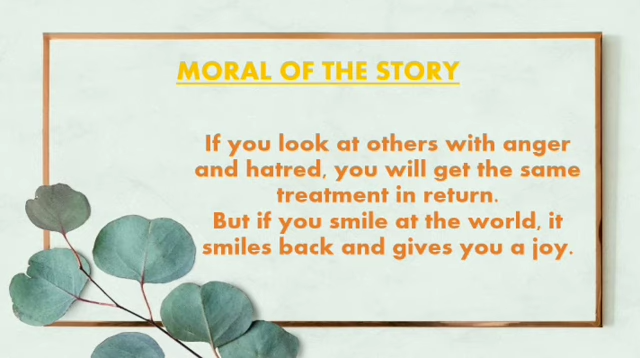 MORAL OF THE STORY
If you look at others with anger
and hatred, you will get the same
treatment in return.
But if you smile at the world, it
smiles back and gives you a joy.